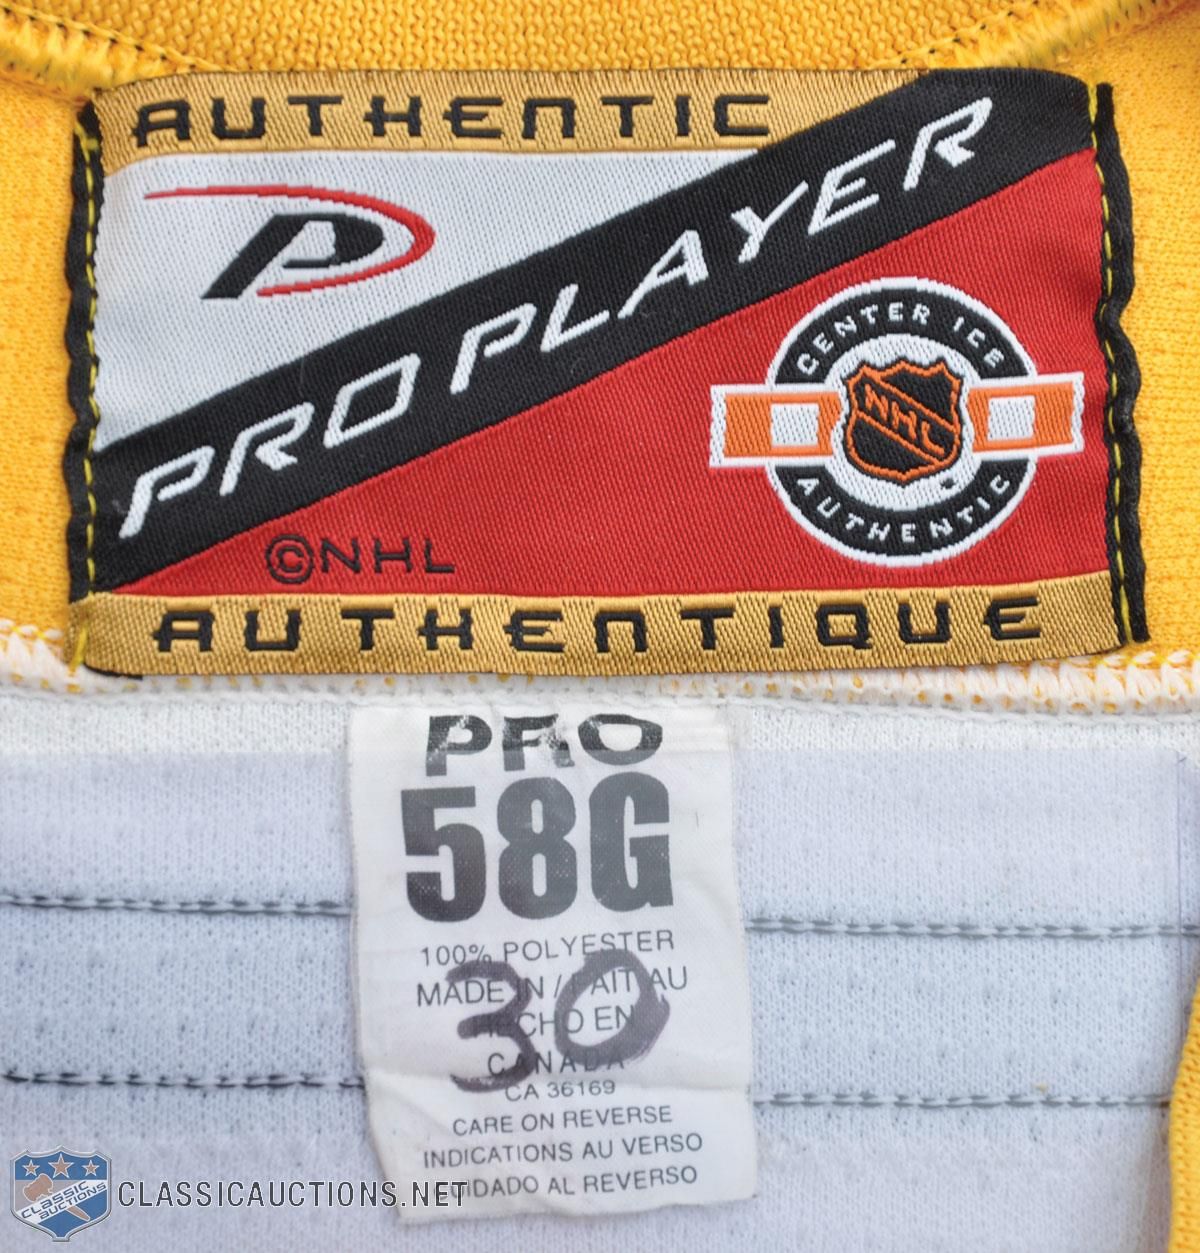 AUTHENTIC
P
PRO PLAYER
CENTER ICE
NHL
AUTHENTIC
©NHL
AUTHENTIQUE
PRO
58G
100% POLYESTER
MADE IN / FAIT AU
HECHO EN
30
CANADA
CA 36169
CARE ON REVERSE
INDICATIONS AU VERSO
CUIDADO AL REVERSO
CLASSIC AUCTIONS
CLASSICAUCTIONS.NET